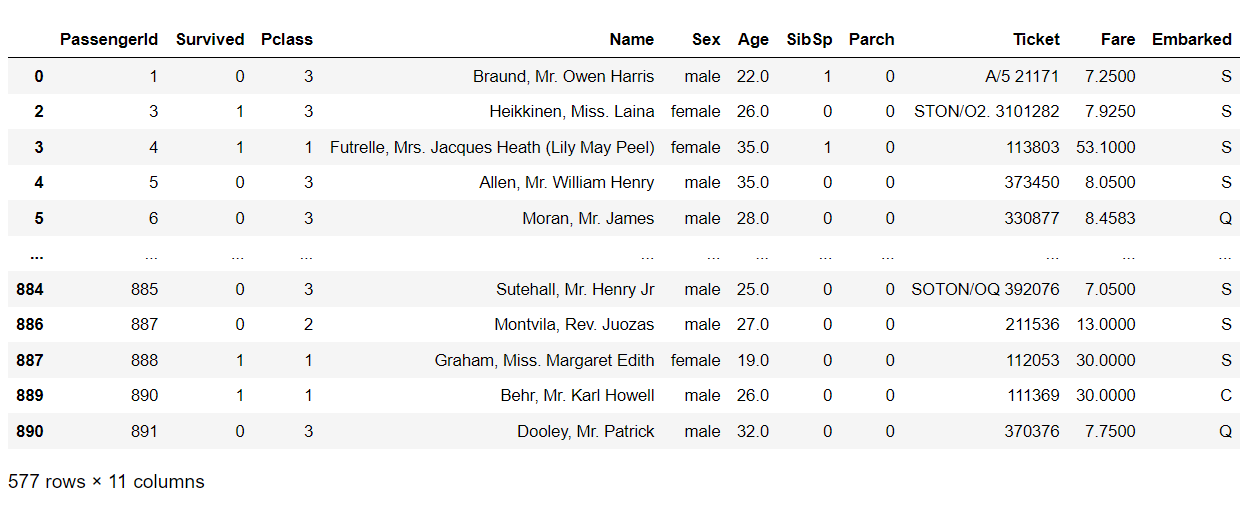 PassengerId Survived Pclass Name Sex Age SibSp Parch Ticket Fare Embarked
0 1 0 3 Braund, Mr. Owen Harris male 22.0 1 0 A/5 21171 7.2500 S
2 3 1 3 Heikkinen, Miss. Laina female 26.0 0 0 STON/O2. 3101282 7.9250 S
3 4 1 1 Futrelle, Mrs. Jacques Heath (Lily May Peel) female 35.0 1 0 113803 53.1000 S
4 5 0 3 Allen, Mr. William Henry male 35.0 0 0 373450 8.0500 S
5 6 0 3 Moran, Mr. James male 28.0 0 0 330877 8.4583 Q
... ... ... ... ... ... ... ... ... ... ... ...
884 885 0 3 Sutehall, Mr. Henry Jr male 25.0 0 0 SOTON/OQ 392076 7.0500 S
886 887 0 2 Montvila, Rev. Juozas male 27.0 0 0 211536 13.0000 S
887 888 1 1 Graham, Miss. Margaret Edith female 19.0 0 0 112053 30.0000 S
889 890 1 1 Behr, Mr. Karl Howell male 26.0 0 0 111369 30.0000 C
890 891 0 3 Dooley, Mr. Patrick male 32.0 0 0 370376 7.7500 Q
577 rows × 11 columns